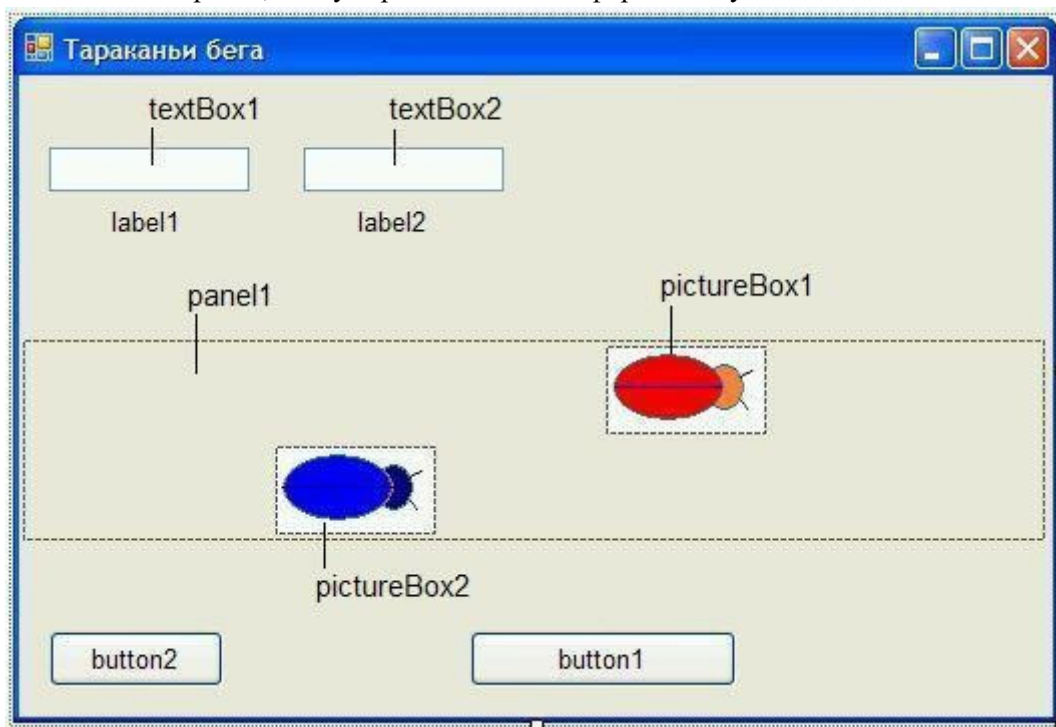 Тараканьи бега
textBox1 textBox2
label1 label2
panel1
pictureBox1
pictureBox2
button2 button1